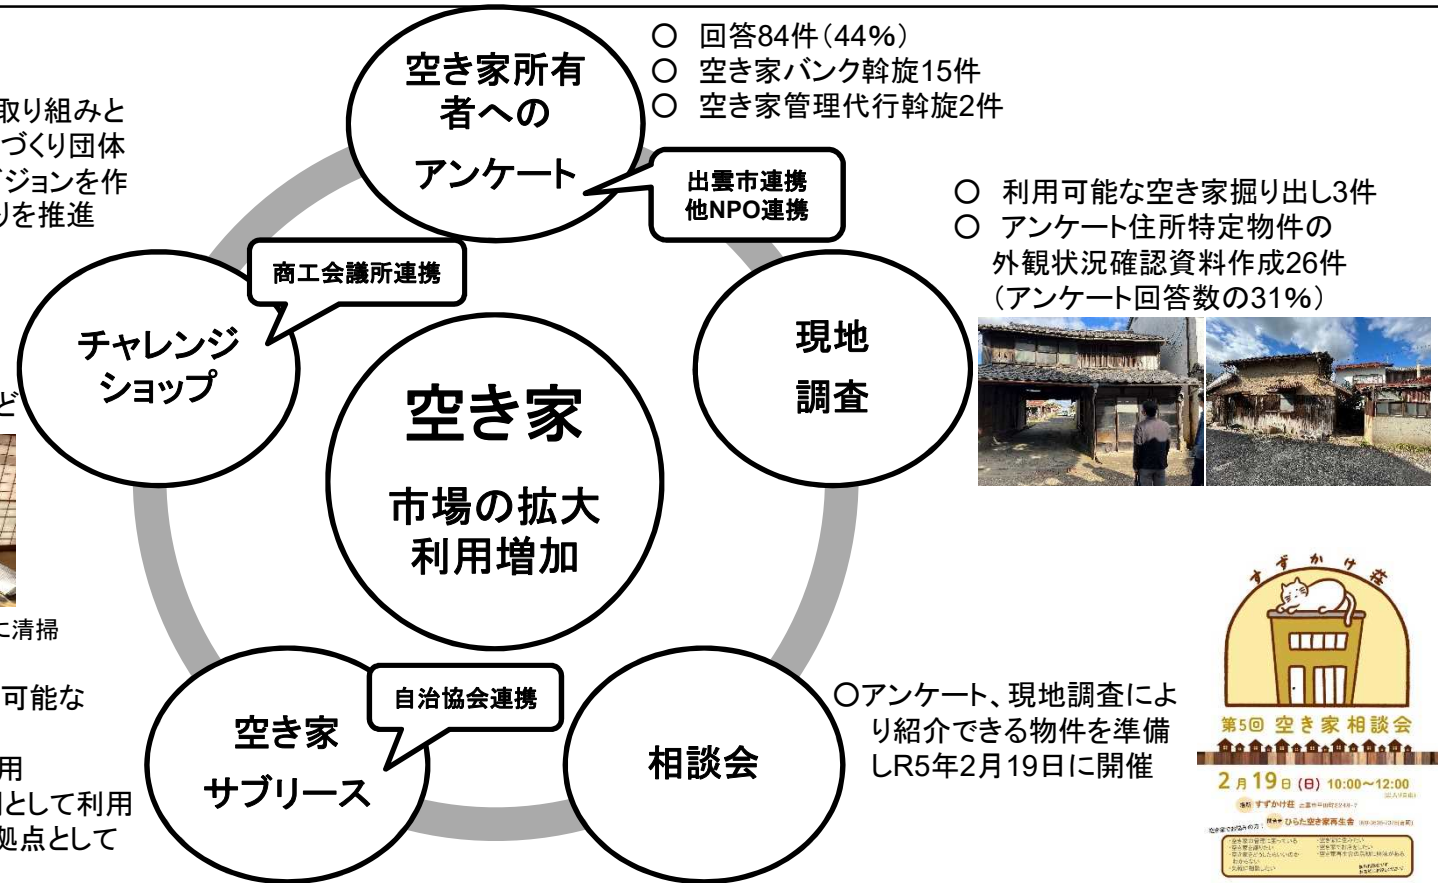 取り組みと
づくり団体
ビジョンを作
りを推進
ど
に清掃
可能な
用
として利用
拠点として
空き家所有
者への
アンケート
〇 回答84件（44％）
〇 空き家バンク斡旋15件
〇 空き家管理代行斡旋2件
出雲市連携
他NPO連携
商工会議所連携
チャレンジ
ショップ
現地
調査
〇 利用可能な空き家掘り出し3件
〇 アンケート住所特定物件の
外観状況確認資料作成26件
（アンケート回答数の31％）
空き家
市場の拡大
利用増加
自治協会連携
空き家
サブリース
相談会
〇アンケート、現地調査によ
り紹介できる物件を準備
しR5年2月19日に開催
すずかけ荘
第5回 空き家相談会
2月19日(日) 10:00~12:00
すずかけ荘
ひらた空き家再生舎